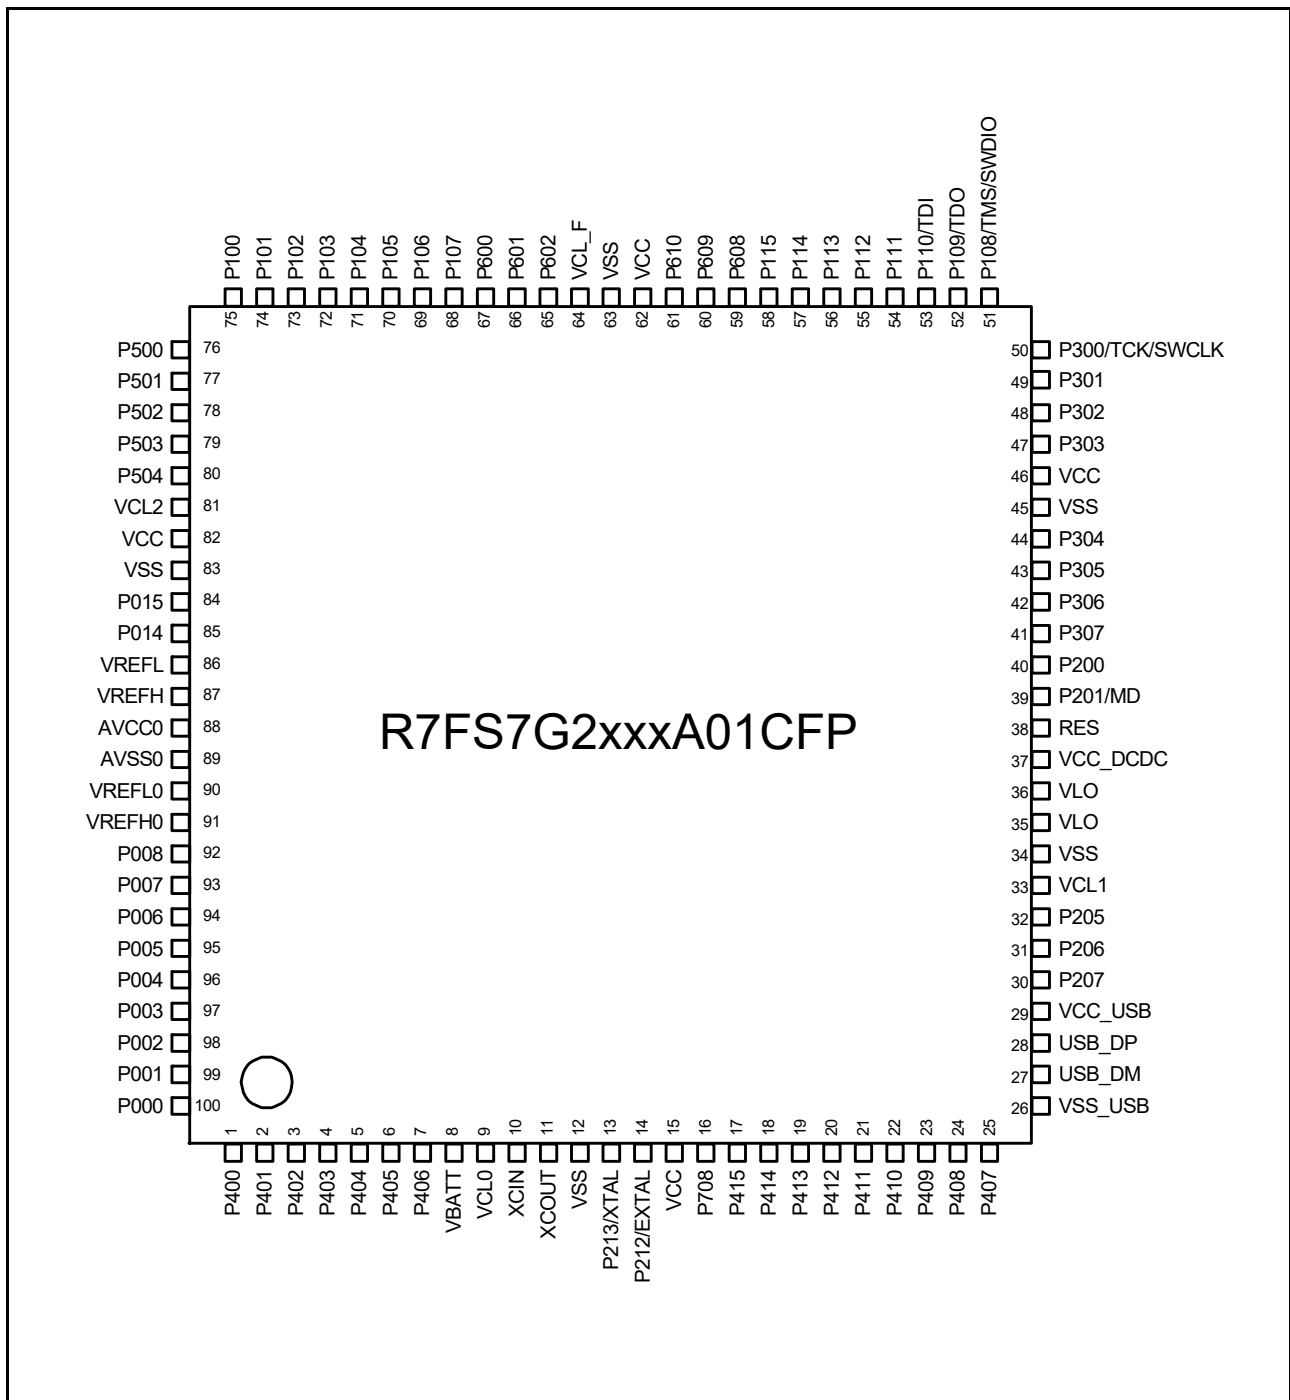 P100
P101
P102
P103
P104
P105
P106
P107
P600
P601
P602
VCL_F
VSS
VCC
P610
P609
P608
P115
P114
P113
P112
P111
P110/TDI
P109/TDO
P108/TMS/SWDIO
75
74
73
72
71
70
69
68
67
66
65
64
63
62
61
60
59
58
57
56
55
54
53
52
51
P500 76
P501 77
P502 78
P503 79
P504 80
VCL2 81
VCC 82
VSS 83
P015 84
P014 85
VREFL 86
VREFH 87
AVCC0 88
AVSS0 89
VREFL0 90
VREFH0 91
P008 92
P007 93
P006 94
P005 95
P004 96
P003 97
P002 98
P001 99
P000 100
R7FS7G2xxxA01CFP
50 P300/TCK/SWCLK
49 P301
48 P302
47 P303
46 VCC
45 VSS
44 P304
43 P305
42 P306
41 P307
40 P200
39 P201/MD
38 RES
37 VCC_DCDC
36 VLO
35 VLO
34 VSS
33 VCL1
32 P205
31 P206
30 P207
29 VCC_USB
28 USB_DP
27 USB_DM
26 VSS_USB
1
2
3
4
5
6
7
8
9
10
11
12
13
14
15
16
17
18
19
20
21
22
23
24
25
P400
P401
P402
P403
P404
P405
P406
VBATT
VCL0
XCIN
XCOUT
VSS
P213/XTAL
P212/EXTAL
VCC
P708
P415
P414
P413
P412
P411
P410
P409
P408
P407